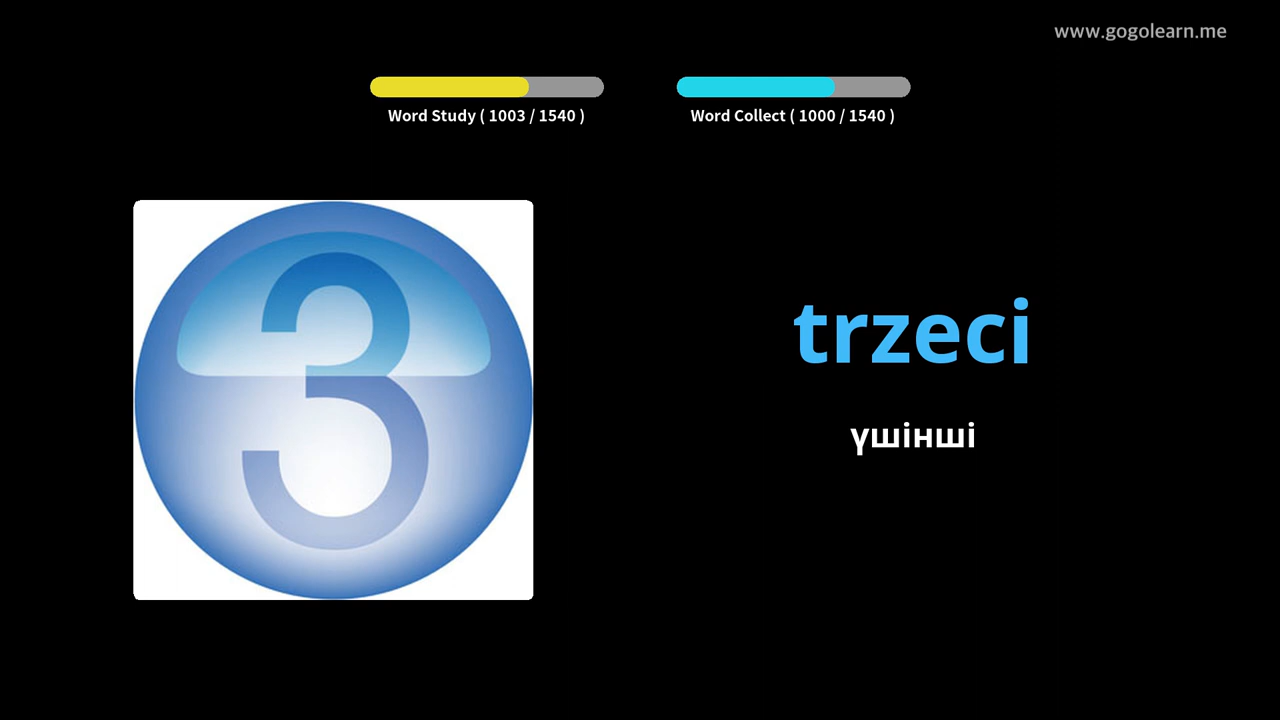 www.gogolearn.me
Word Study ( 1003 / 1540 )
Word Collect ( 1000 / 1540 )
3
trzeci
үшінші